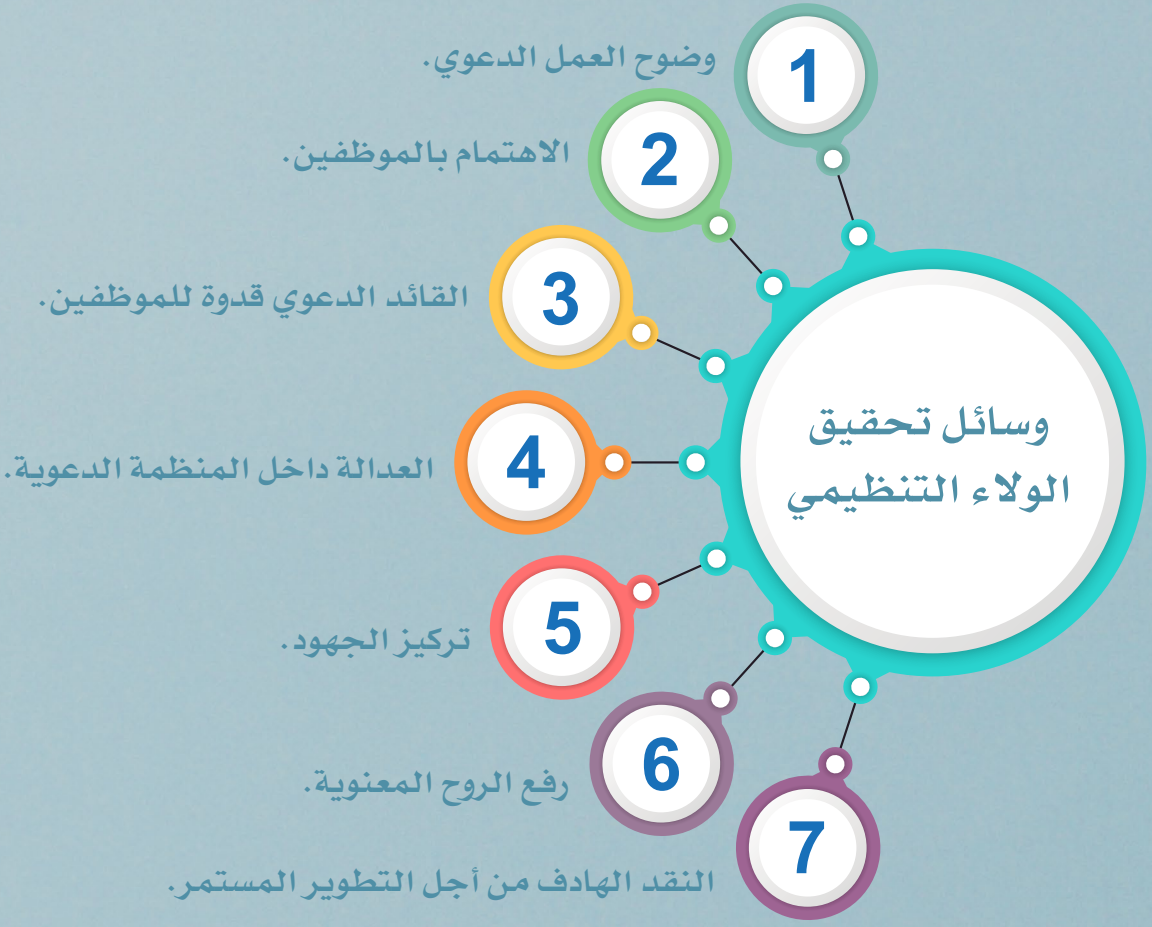 وسائل تحقيق
الولاء التنظيمي
1
وضوح العمل الدعوي.
2
الاهتمام بالموظفين.
3
القائد الدعوي قدوة للموظفين.
4
العدالة داخل المنظمة الدعوية.
5
تركيز الجهود.
6
رفع الروح المعنوية.
7
النقد الهادف من أجل التطوير المستمر.